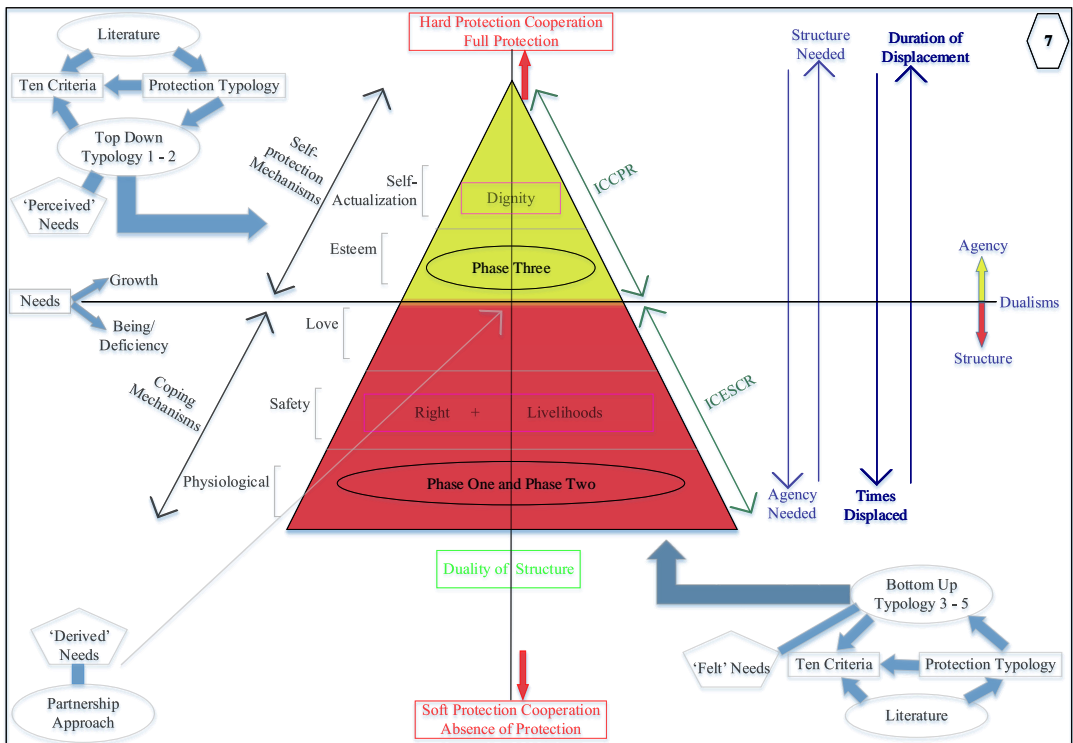 Hard Protection Cooperation
Full Protection
7
Literature
Ten Criteria
Protection Typology
Top Down
Typology 1 - 2
'Perceived'
Needs
Self-
protection
Mechanisms
Structure
Needed
Duration of
Displacement
ICCPR
Self-
Actualization
Dignity
Esteem
Phase Three
Needs
Growth
Being/
Deficiency
Agency
Dualisms
Structure
Love
Coping
Mechanisms
Safety
Right + Livelihoods
ICESCR
Physiological
Phase One and Phase Two
Agency
Needed
Times
Displaced
Duality of Structure
Bottom Up
Typology 3 - 5
'Felt' Needs
Ten Criteria
Protection Typology
Literature
'Derived'
Needs
Partnership
Approach
Soft Protection Cooperation
Absence of Protection